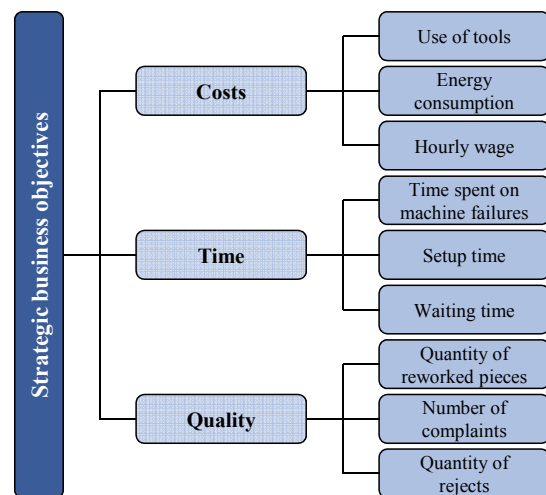 Strategic business objectives
Costs
Use of tools
Energy
consumption
Hourly wage
Time
Time spent on
machine failures
Setup time
Waiting time
Quality
Quantity of
reworked pieces
Number of
complaints
Quantity of
rejects